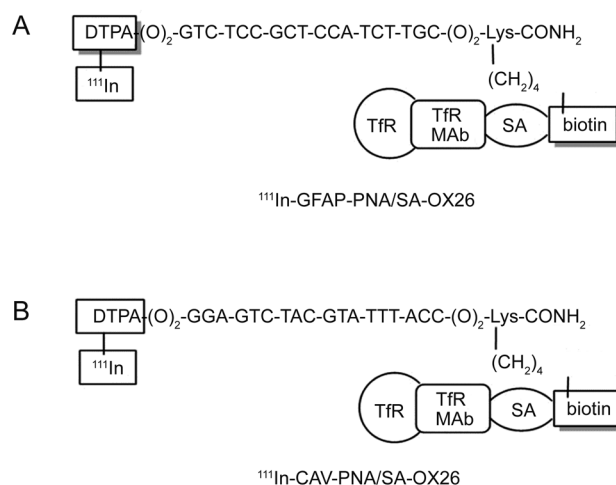 A
DTPA-(O)₂-GTC-TCC-GCT-CCA-TCT-TGC-(O)₂-Lys-CONH₂
¹¹¹In
(CH₂)₄
TfR
TfR
MAb
SA
biotin
¹¹¹In-GFAP-PNA/SA-OX26
B
DTPA-(O)₂-GGA-GTC-TAC-GTA-TTT-ACC-(O)₂-Lys-CONH₂
¹¹¹In
(CH₂)₄
TfR
TfR
MAb
SA
biotin
¹¹¹In-CAV-PNA/SA-OX26